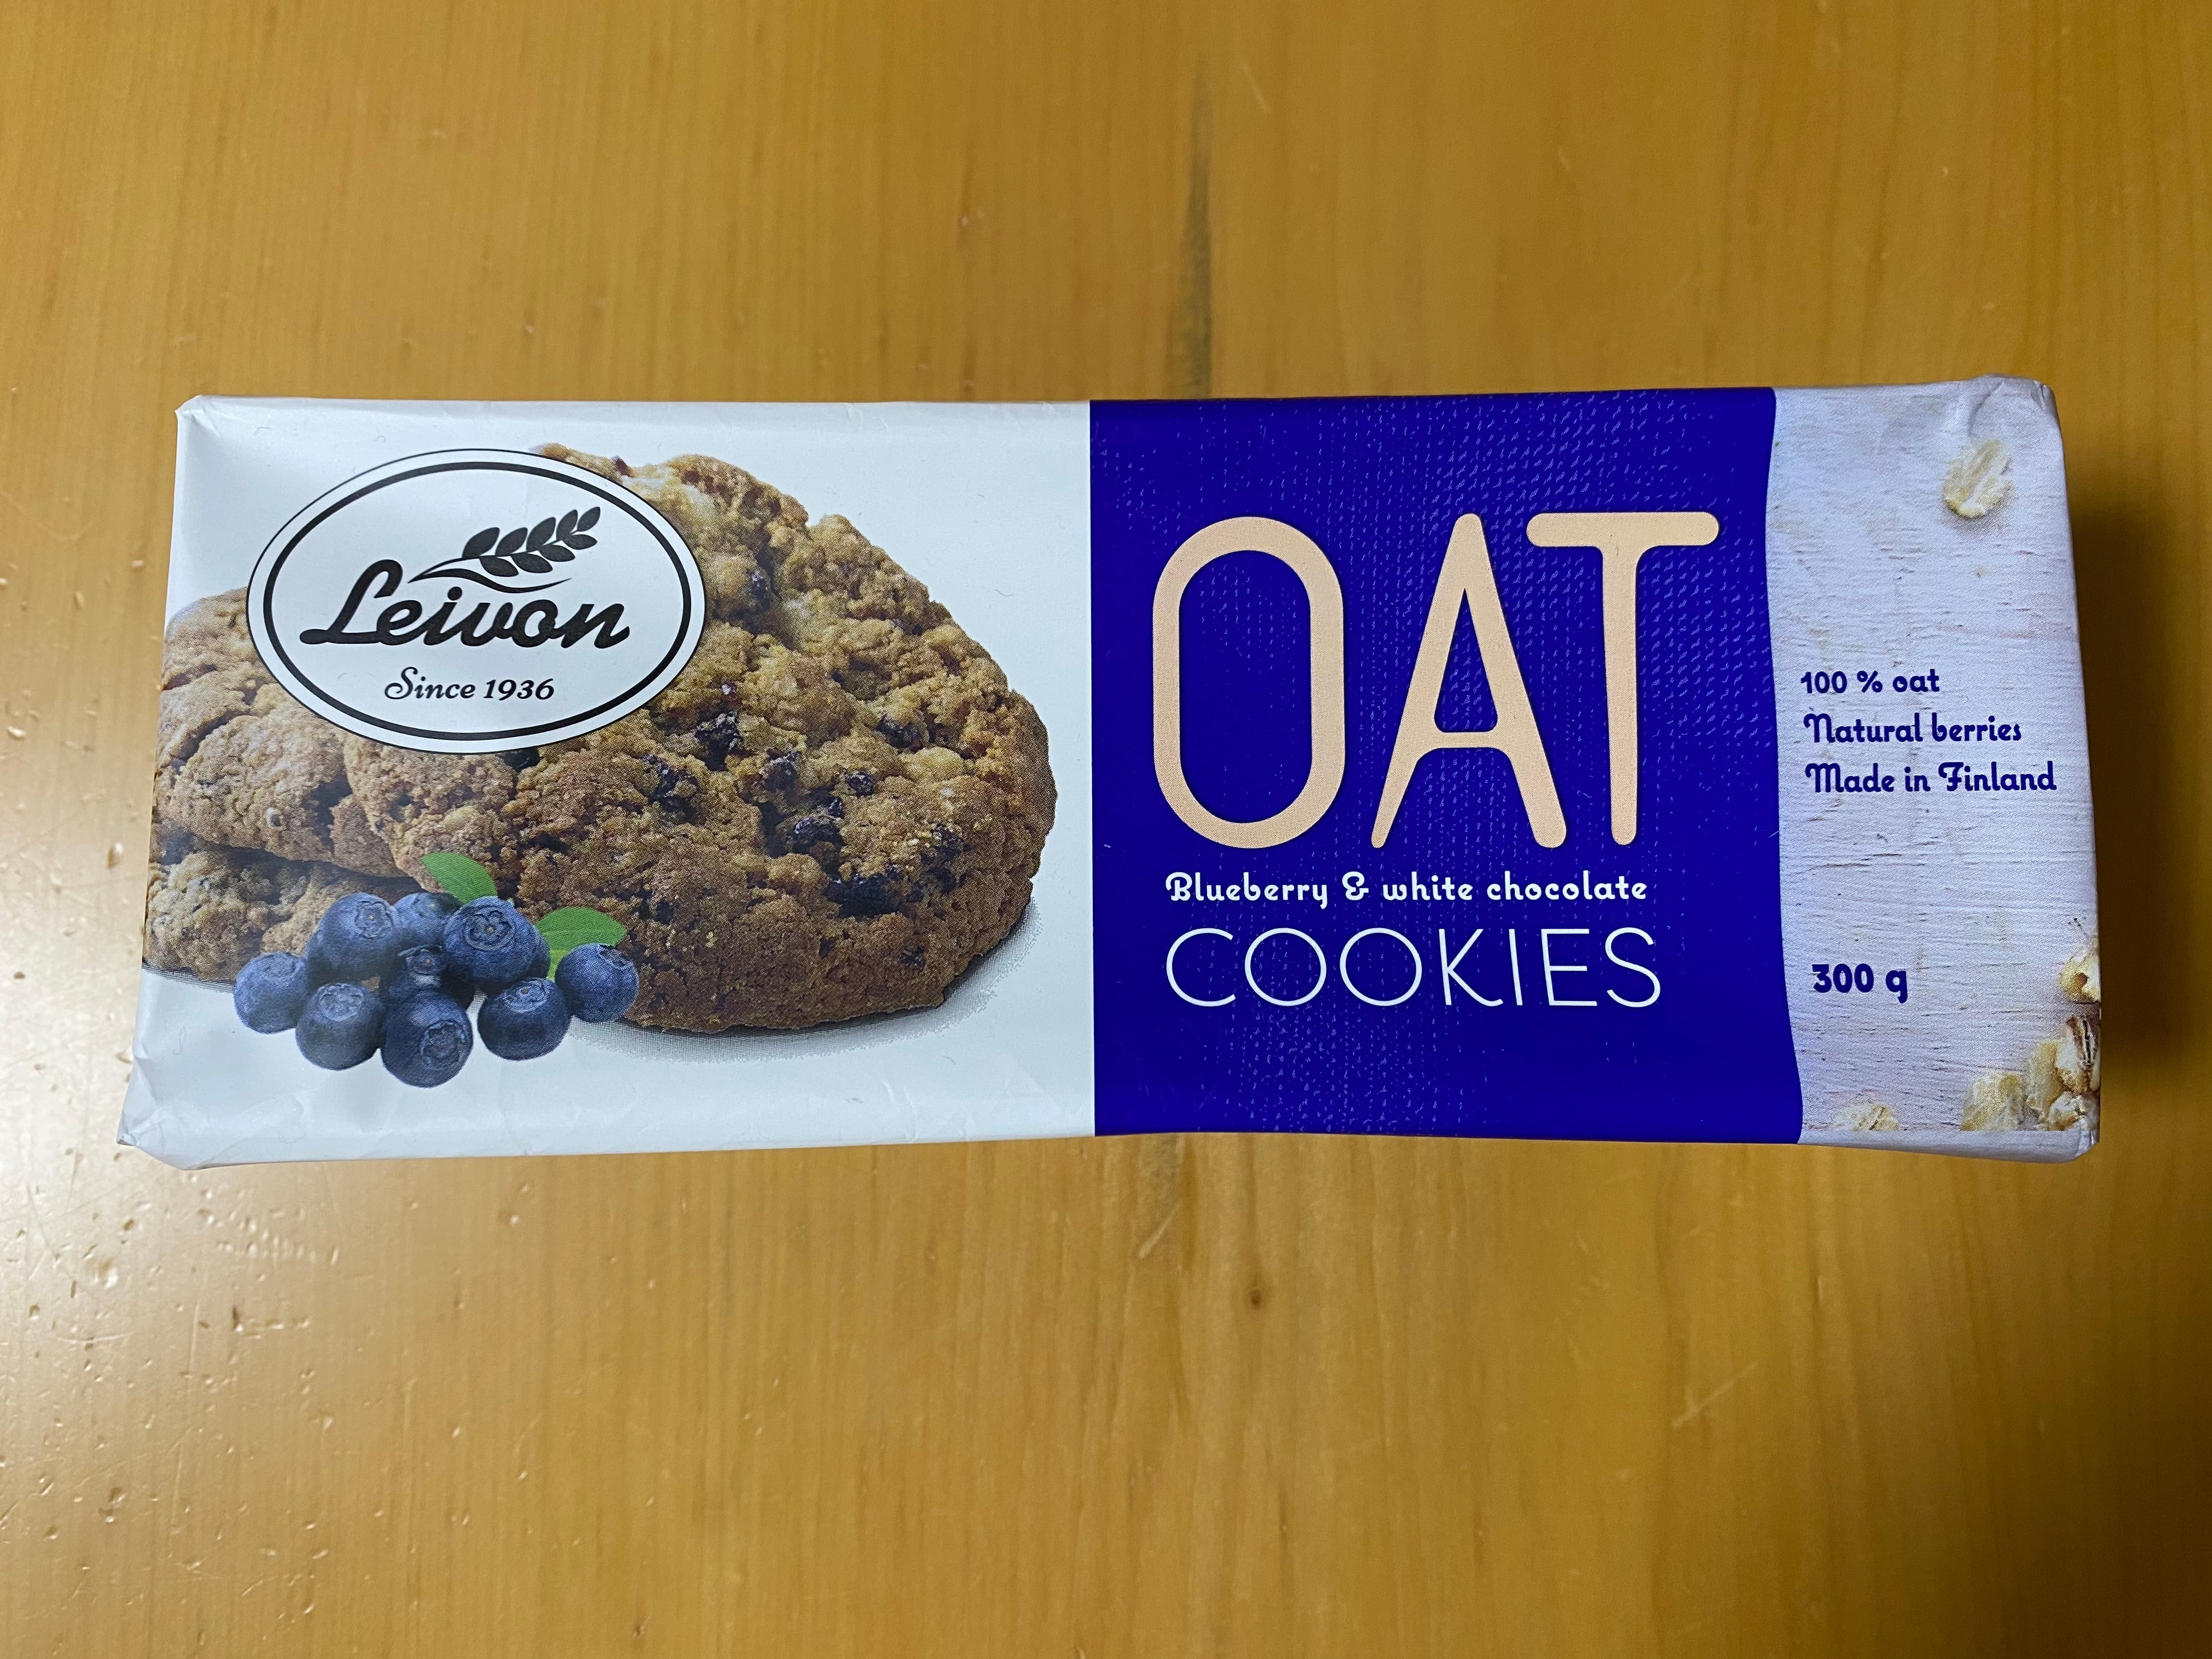 Leivon
Since 1936
OAT
Blueberry & white chocolate
COOKIES
100 % oat
Natural berries
Made in Finland
300 g